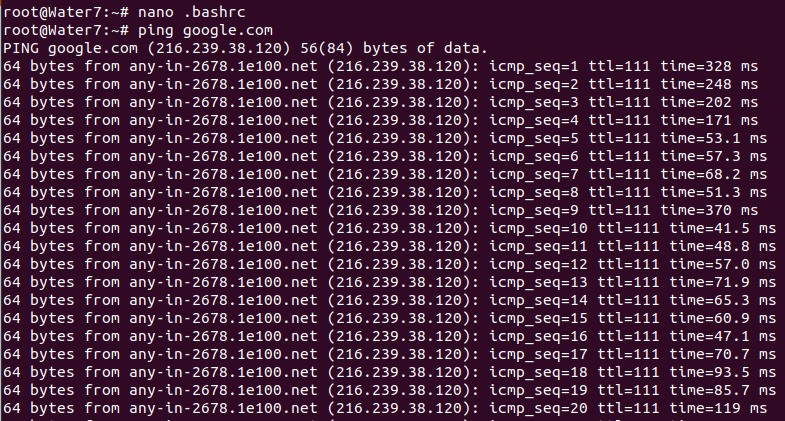 root@Water7:~# nano .bashrc
root@Water7:~# ping google.com
PING google.com (216.239.38.120) 56(84) bytes of data.
64 bytes from any-in-2678.1e100.net (216.239.38.120): icmp_seq=1 ttl=111 time=328 ms
64 bytes from any-in-2678.1e100.net (216.239.38.120): icmp_seq=2 ttl=111 time=248 ms
64 bytes from any-in-2678.1e100.net (216.239.38.120): icmp_seq=3 ttl=111 time=202 ms
64 bytes from any-in-2678.1e100.net (216.239.38.120): icmp_seq=4 ttl=111 time=171 ms
64 bytes from any-in-2678.1e100.net (216.239.38.120): icmp_seq=5 ttl=111 time=53.1 ms
64 bytes from any-in-2678.1e100.net (216.239.38.120): icmp_seq=6 ttl=111 time=57.3 ms
64 bytes from any-in-2678.1e100.net (216.239.38.120): icmp_seq=7 ttl=111 time=68.2 ms
64 bytes from any-in-2678.1e100.net (216.239.38.120): icmp_seq=8 ttl=111 time=51.3 ms
64 bytes from any-in-2678.1e100.net (216.239.38.120): icmp_seq=9 ttl=111 time=370 ms
64 bytes from any-in-2678.1e100.net (216.239.38.120): icmp_seq=10 ttl=111 time=41.5 ms
64 bytes from any-in-2678.1e100.net (216.239.38.120): icmp_seq=11 ttl=111 time=48.8 ms
64 bytes from any-in-2678.1e100.net (216.239.38.120): icmp_seq=12 ttl=111 time=57.0 ms
64 bytes from any-in-2678.1e100.net (216.239.38.120): icmp_seq=13 ttl=111 time=71.9 ms
64 bytes from any-in-2678.1e100.net (216.239.38.120): icmp_seq=14 ttl=111 time=65.3 ms
64 bytes from any-in-2678.1e100.net (216.239.38.120): icmp_seq=15 ttl=111 time=60.9 ms
64 bytes from any-in-2678.1e100.net (216.239.38.120): icmp_seq=16 ttl=111 time=47.1 ms
64 bytes from any-in-2678.1e100.net (216.239.38.120): icmp_seq=17 ttl=111 time=70.7 ms
64 bytes from any-in-2678.1e100.net (216.239.38.120): icmp_seq=18 ttl=111 time=93.5 ms
64 bytes from any-in-2678.1e100.net (216.239.38.120): icmp_seq=19 ttl=111 time=85.7 ms
64 bytes from any-in-2678.1e100.net (216.239.38.120): icmp_seq=20 ttl=111 time=119 ms